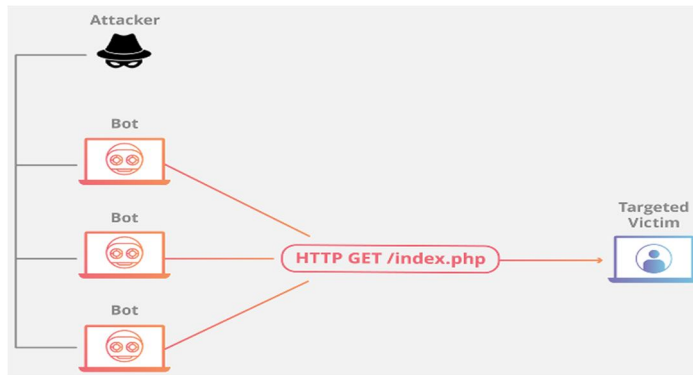 Attacker
Bot
Bot
Bot
HTTP GET /index.php
Targeted
Victim